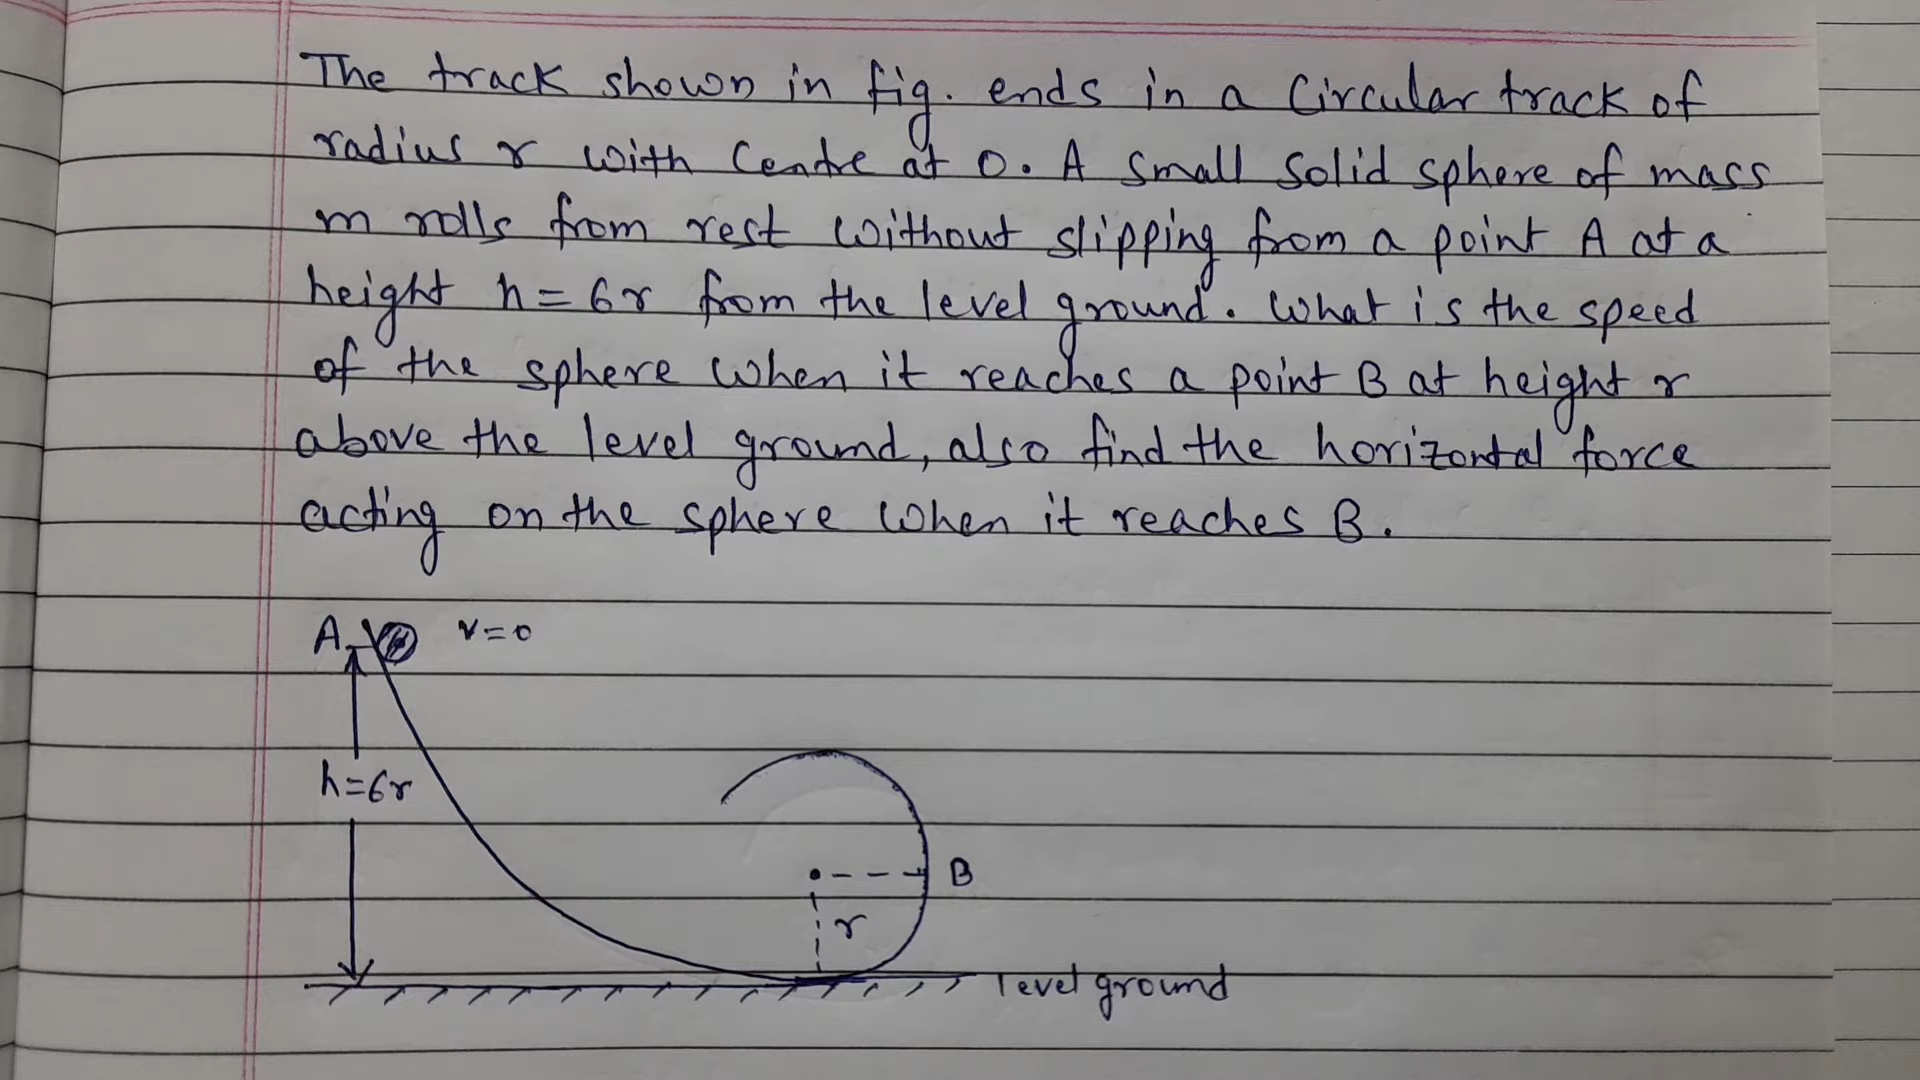 The track shown in fig. ends in a Circular track of
radius r with Centre at O. A small solid sphere of mass
m rolls from rest without slipping from a point A at a
height h=6r from the level ground. What is the speed
of the sphere when it reaches a point B at height r
above the level ground, also find the horizontal force
acting on the sphere when it reaches B.
A v=0
h=6r
B
r
level ground